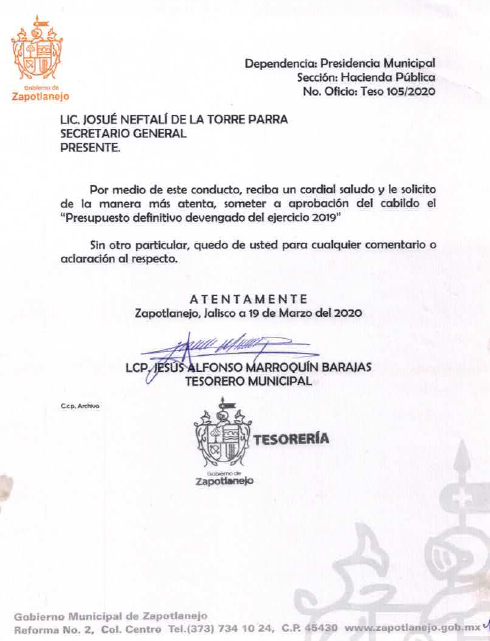 Gobierno de
Zapotlanejo
Dependencia: Presidencia Municipal
Sección: Hacienda Pública
No. Oficio: Teso 105/2020
LIC. JOSUÉ NEFTALÍ DE LA TORRE PARRA
SECRETARIO GENERAL
PRESENTE.
Por medio de este conducto, reciba un cordial saludo y le solicito
de la manera más atenta, someter a aprobación del cabildo el
“Presupuesto definitivo devengado del ejercicio 2019”
Sin otro particular, quedo de usted para cualquier comentario o
aclaración al respecto.
A T E N T A M E N T E
Zapotlanejo, Jalisco a 19 de Marzo del 2020
LCP. JESÚS ALFONSO MARROQUÍN BARAJAS
TESORERO MUNICIPAL
C.c.p. Archivo
TESORERÍA
Gobierno de
Zapotlanejo
Gobierno Municipal de Zapotlanejo
Reforma No. 2, Col. Centro Tel.(373) 734 10 24, C.P. 45430 www.zapotlanejo.gob.mx